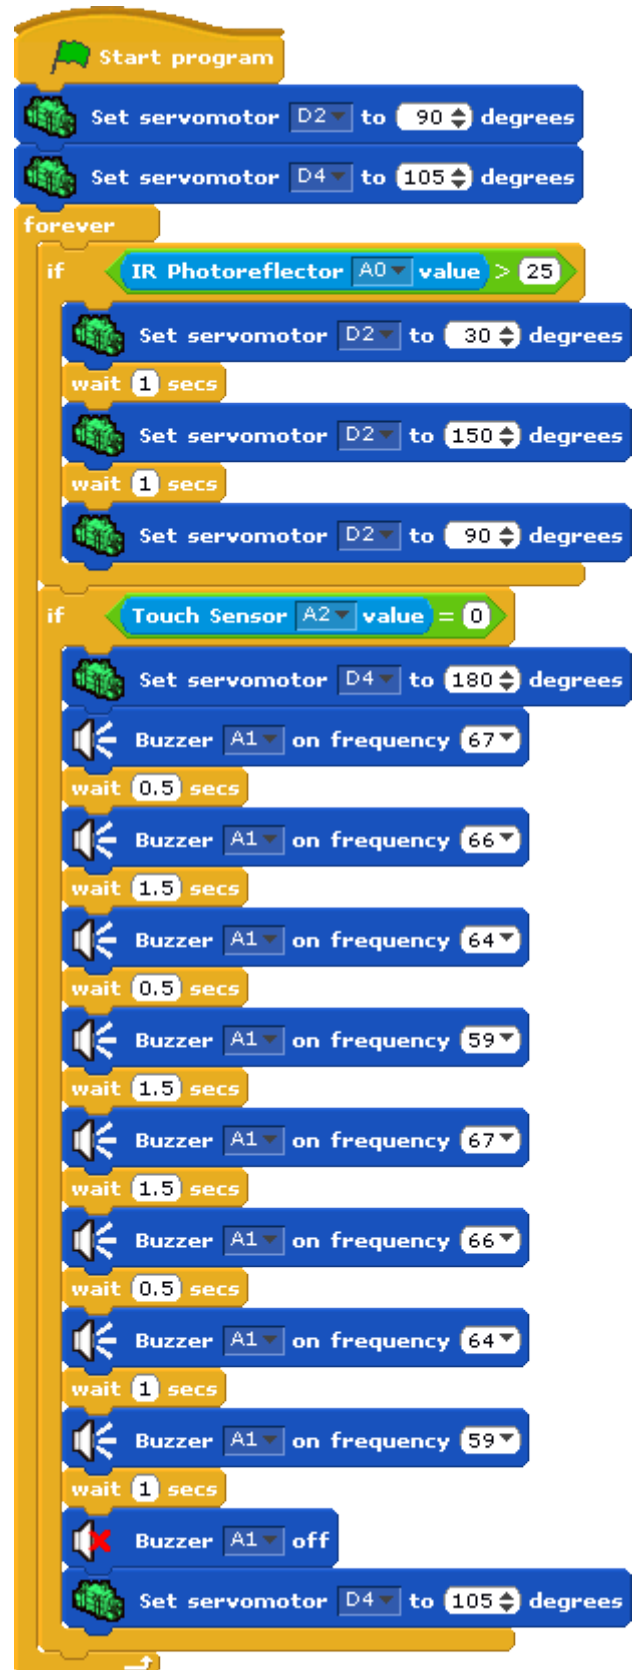 Start program
Set servomotor D2 to 90 degrees
Set servomotor D4 to 105 degrees
forever
if IR Photoreflector A0 value > 25
Set servomotor D2 to 30 degrees
wait 1 secs
Set servomotor D2 to 150 degrees
wait 1 secs
Set servomotor D2 to 90 degrees
if Touch Sensor A2 value = 0
Set servomotor D4 to 180 degrees
Buzzer A1 on frequency 67
wait 0.5 secs
Buzzer A1 on frequency 66
wait 1.5 secs
Buzzer A1 on frequency 64
wait 0.5 secs
Buzzer A1 on frequency 59
wait 1.5 secs
Buzzer A1 on frequency 67
wait 1.5 secs
Buzzer A1 on frequency 66
wait 0.5 secs
Buzzer A1 on frequency 64
wait 1 secs
Buzzer A1 on frequency 59
wait 1 secs
Buzzer A1 off
Set servomotor D4 to 105 degrees